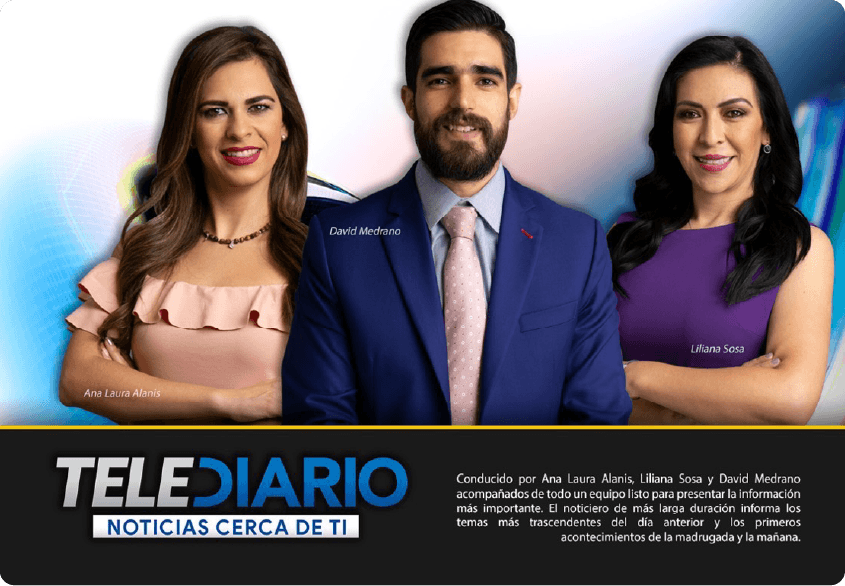 David Medrano
Liliana Sosa
Ana Laura Alanis
TELEDIARIO
NOTICIAS CERCA DE TI
Conducido por Ana Laura Alanis, Liliana Sosa y David Medrano
acompañados de todo un equipo listo para presentar la información
más importante. El noticiero de más larga duración informa los
temas más trascendentes del día anterior y los primeros
acontecimientos de la madrugada y la mañana.